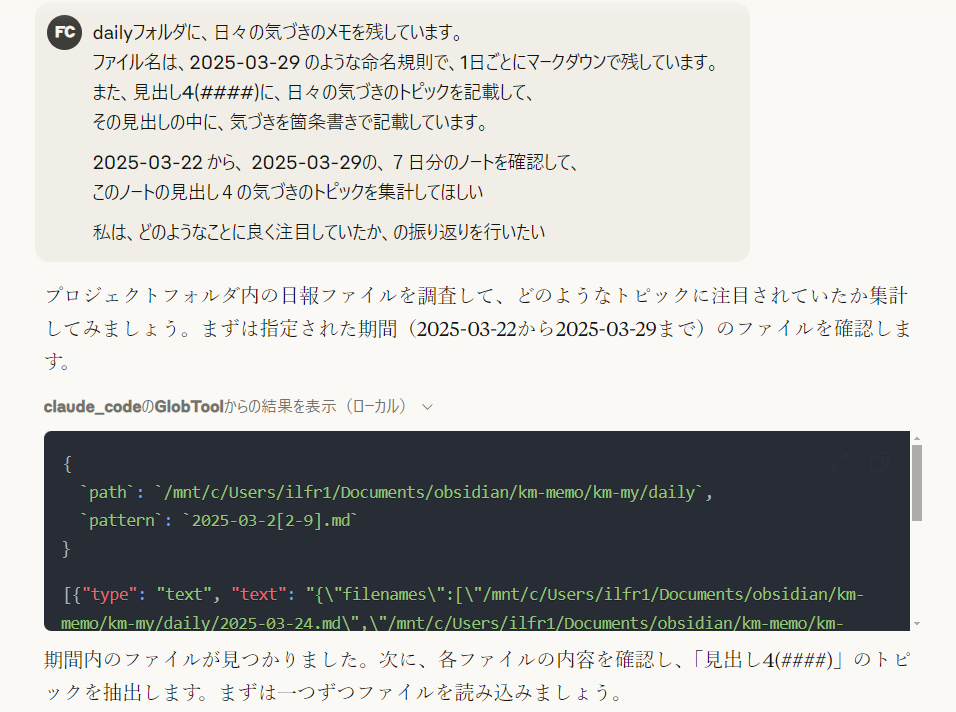 FC
dailyフォルダに、日々の気づきのメモを残しています。
ファイル名は、2025-03-29 のような命名規則で、1日ごとにマークダウンで残しています。
また、見出し4(####)に、日々の気づきのトピックを記載して、
その見出しの中に、気づきを箇条書きで記載しています。
2025-03-22 から、2025-03-29の、7 日分のノートを確認して、
このノートの見出し４の気づきのトピックを集計してほしい
私は、どのようなことに良く注目していたか、の振り返りを行いたい
プロジェクトフォルダ内の日報ファイルを調査して、どのようなトピックに注目されていたか集計
してみましょう。まずは指定された期間（2025-03-22から2025-03-29まで）のファイルを確認しま
す。
claude_codeのGlobToolからの結果を表示（ローカル）
{
`path`: `/mnt/c/Users/ilfr1/Documents/obsidian/km-memo/km-my/daily`,
`pattern`: `2025-03-2[2-9].md`
}
[{"type": "text", "text": "{\"filenames\":[\"/mnt/c/Users/ilfr1/Documents/obsidian/km-
memo/km-my/daily/2025-03-24.md\",\"/mnt/c/Users/ilfr1/Documents/obsidian/km-memo/km-
期間内のファイルが見つかりました。次に、各ファイルの内容を確認し、「見出し4(####)」のトピ
ックを抽出します。まずは一つずつファイルを読み込みましょう。